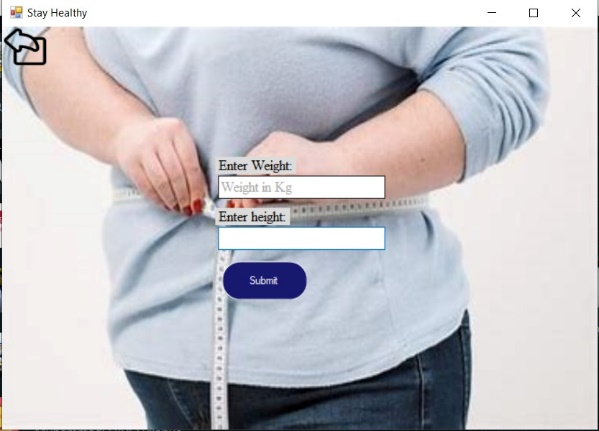 Stay Healthy
Enter Weight:
Weight in Kg
Enter height:
Submit